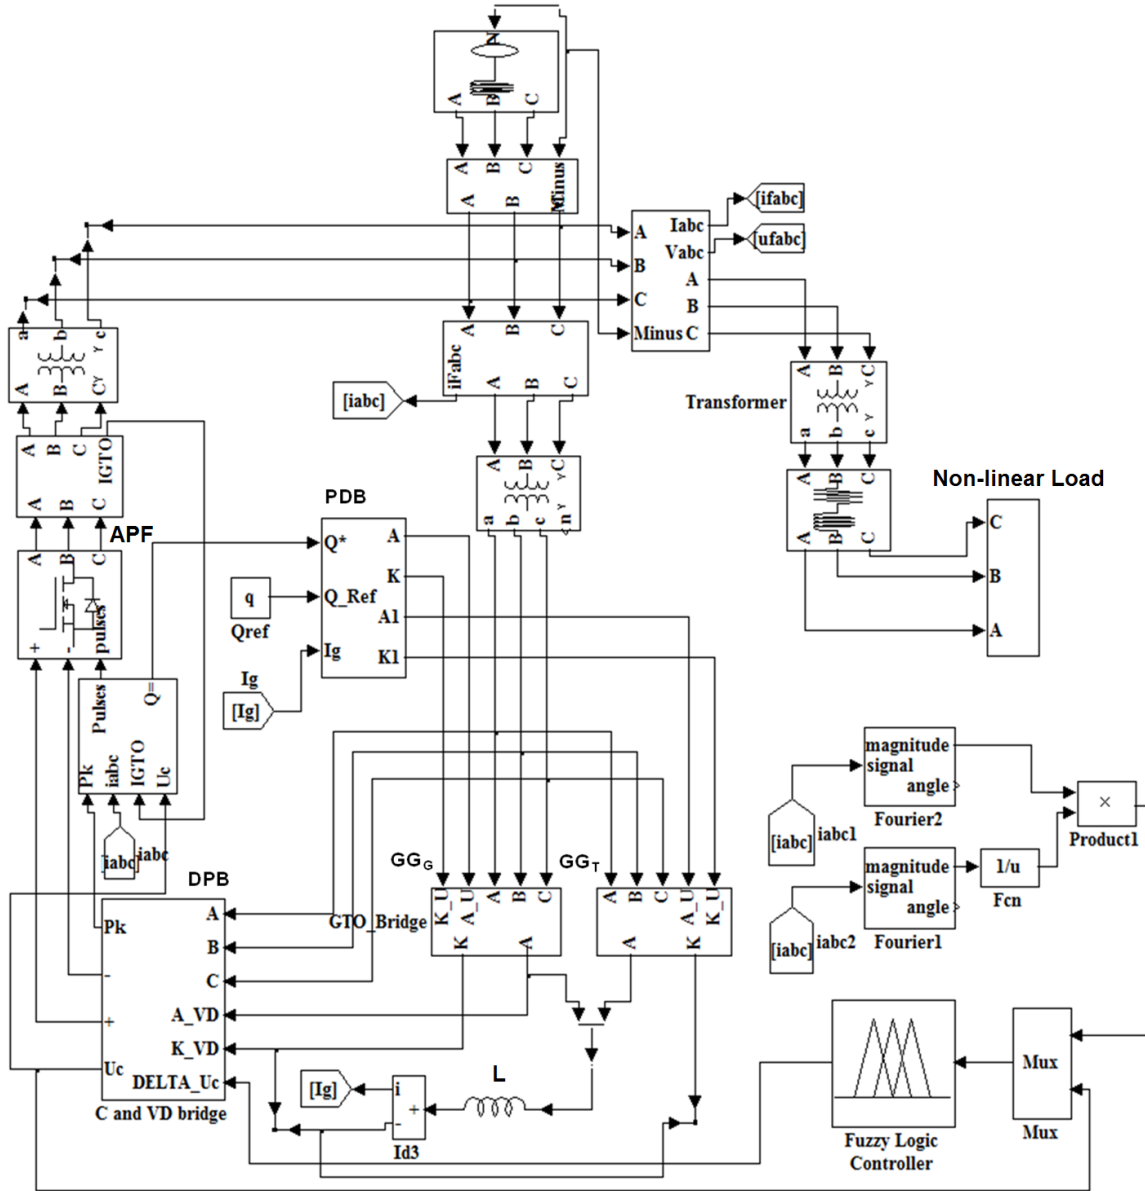 N
A B C
A B C Minus
A B C
Iabc
[ifabc]
Vabc
[ufabc]
A
B
C
Minus
A
B
C
a b c
A B C
Y
Y
A B C
iFabc
A B C
[iabc]
Transformer
A B C
Y
Y
a b c
A B C IGTO
A B C
A B C
Y
Y
a b c n
A B C
A B C
Non-linear Load
C
B
A
APF
A B C
+ - pulses
PDB
Q*
Q_Ref
Ig
A
K
A1
K1
q
Qref
Ig
[Ig]
Pulses Q=
Pk iabc IGTO Uc
[iabc]
iabc
magnitude
signal
angle
Fourier2
[iabc]
iabc1
×
Product1
magnitude
signal
angle
Fourier1
1/u
Fcn
[iabc]
iabc2
DPB
GGG
GGT
K_U A_U A B C
GTO_Bridge
K A
A B C A_U K_U
A K
Pk
-
+
Uc
A
B
C
A_VD
K_VD
DELTA_Uc
C and VD bridge
[Ig]
i
+
-
Id3
L
Fuzzy Logic
Controller
Mux
Mux